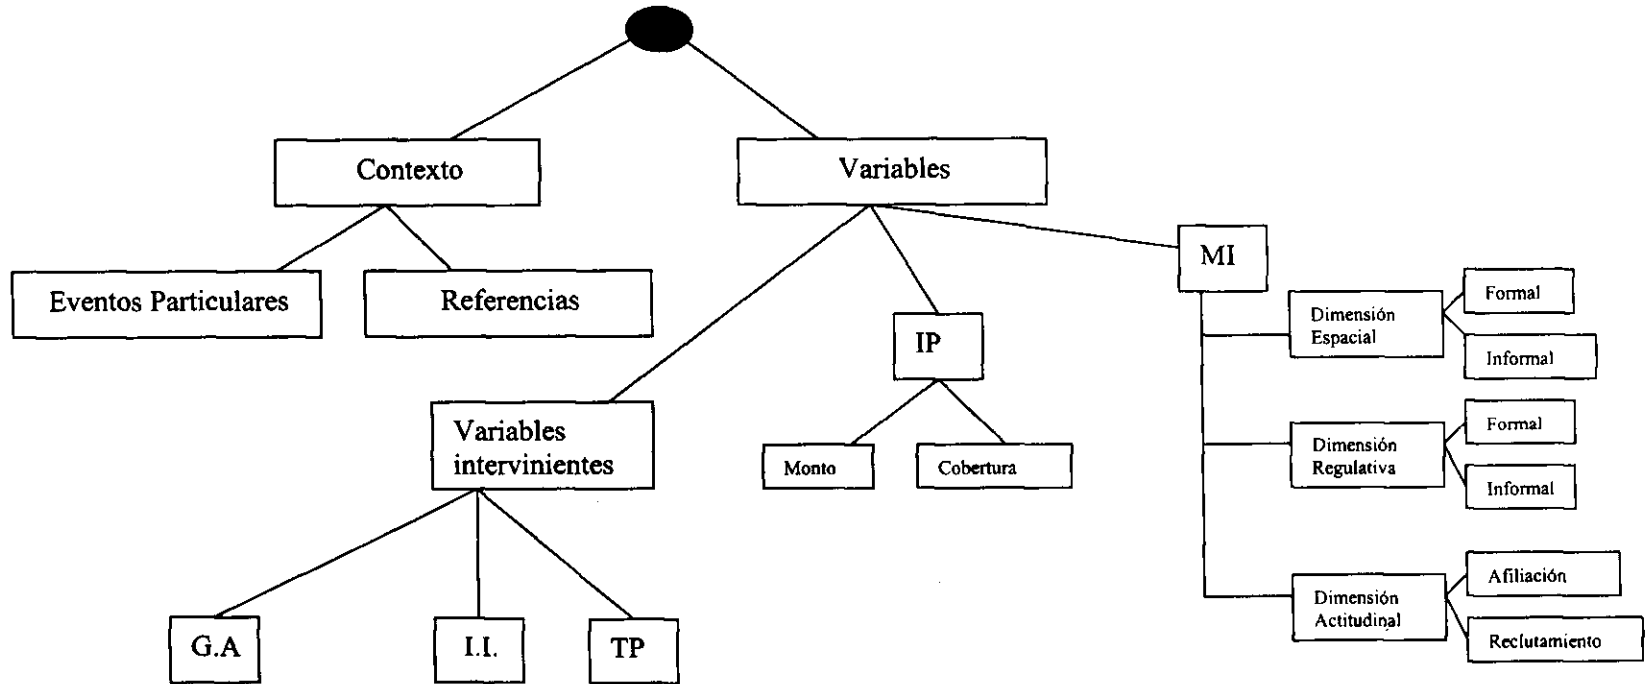 Contexto
Variables
MI
Eventos Particulares
Referencias
IP
Dimensión
Espacial
Formal
Informal
Variables
intervinientes
Monto
Cobertura
Dimensión
Regulativa
Formal
Informal
G.A
I.I.
TP
Dimensión
Actitudinal
Afiliación
Reclutamiento